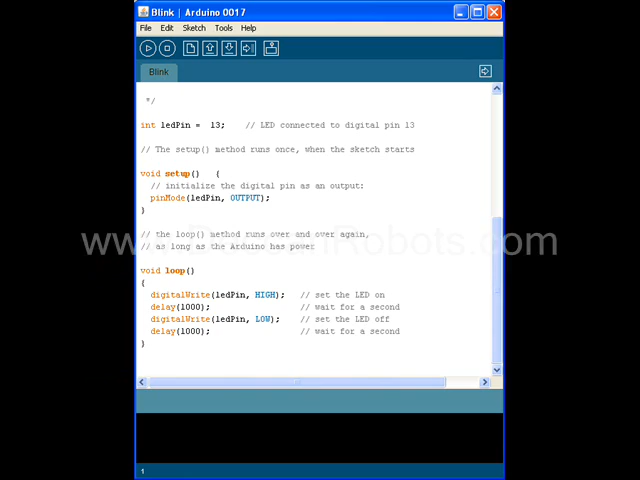 Blink | Arduino 0017
File Edit Sketch Tools Help
Blink
*/
int ledPin =  13;    // LED connected to digital pin 13
// The setup() method runs once, when the sketch starts
void setup()   {
// initialize the digital pin as an output:
pinMode(ledPin, OUTPUT);
}
// the loop() method runs over and over again,
www. Robots.com
// as long as the Arduino has power
void loop()
{
digitalWrite(ledPin, HIGH);   // set the LED on
delay(1000);                  // wait for a second
digitalWrite(ledPin, LOW);    // set the LED off
delay(1000);                  // wait for a second
}
1